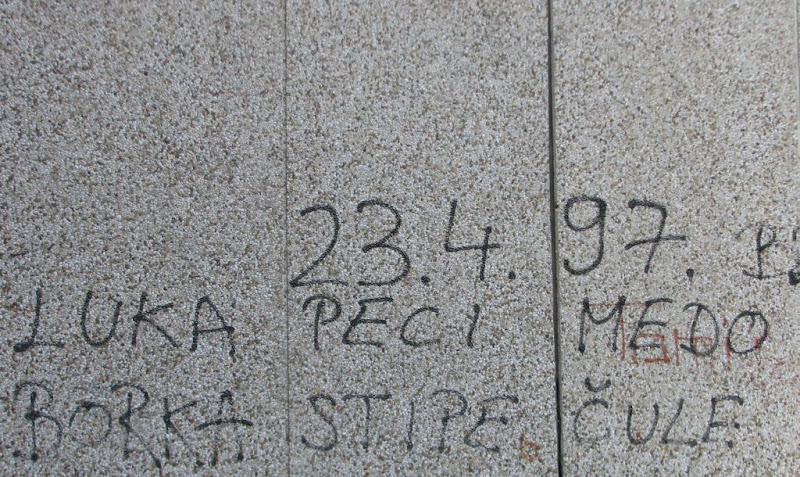 23.4.97.
LUKA PECI MEDO
BORKA STIPE ČULE